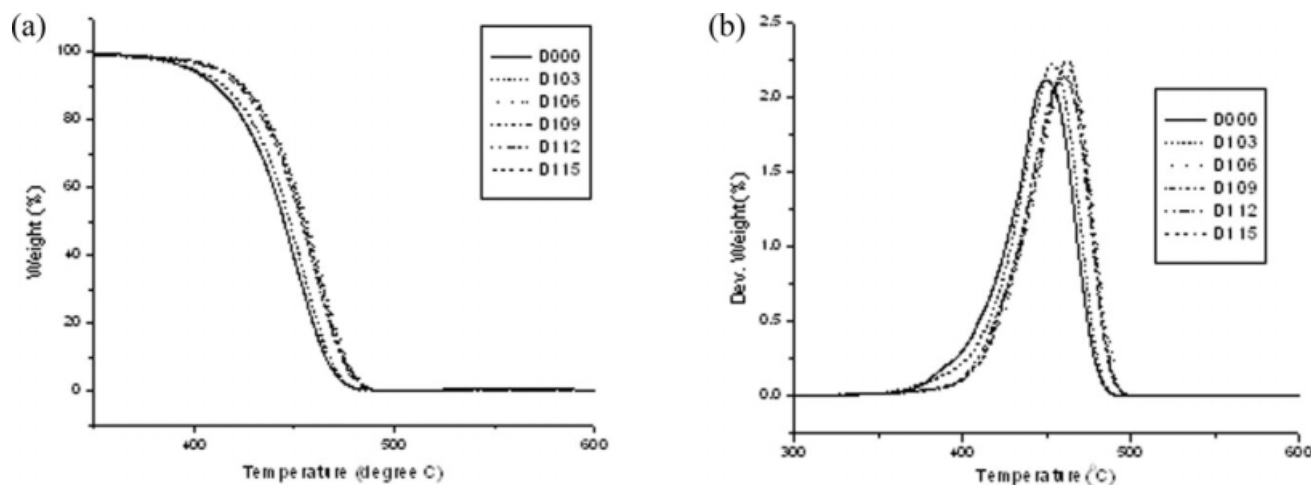 (a)
100
80
60
40
20
0
Weight (%)
400
500
600
Temperature (degree C)
D000
D103
D106
D109
D112
D115
(b)
2.5
2.0
1.5
1.0
0.5
0.0
Dev. Weight (%)
300
400
500
600
Temperature (°C)
D000
D103
D106
D109
D112
D115